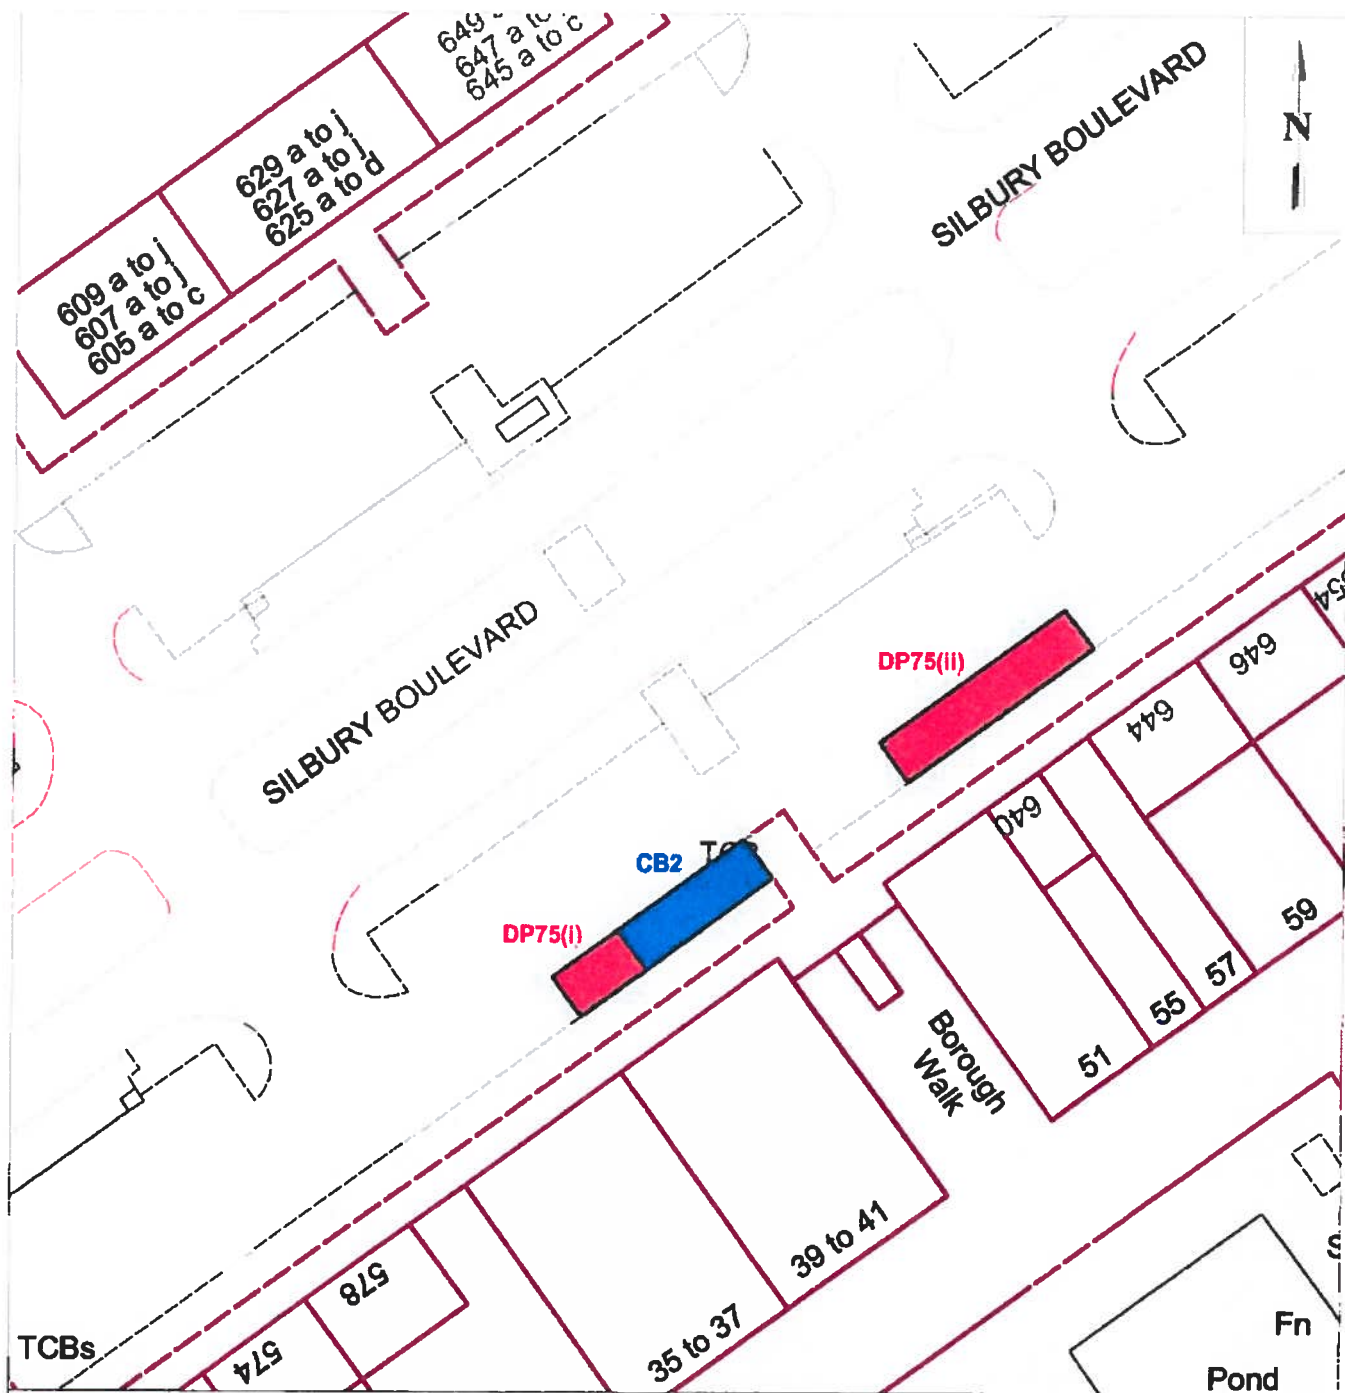 649
647 a to
645 a to c
SILBURY BOULEVARD
N
629 a to j
627 a to j
625 a to d
609 a to j
607 a to j
605 a to c
SILBURY BOULEVARD
DP75(ii)
646
644
640
CB2
DP75(i)
59
57
55
51
Borough
Walk
39 to 41
35 to 37
578
574
TCBs
Fn
Pond